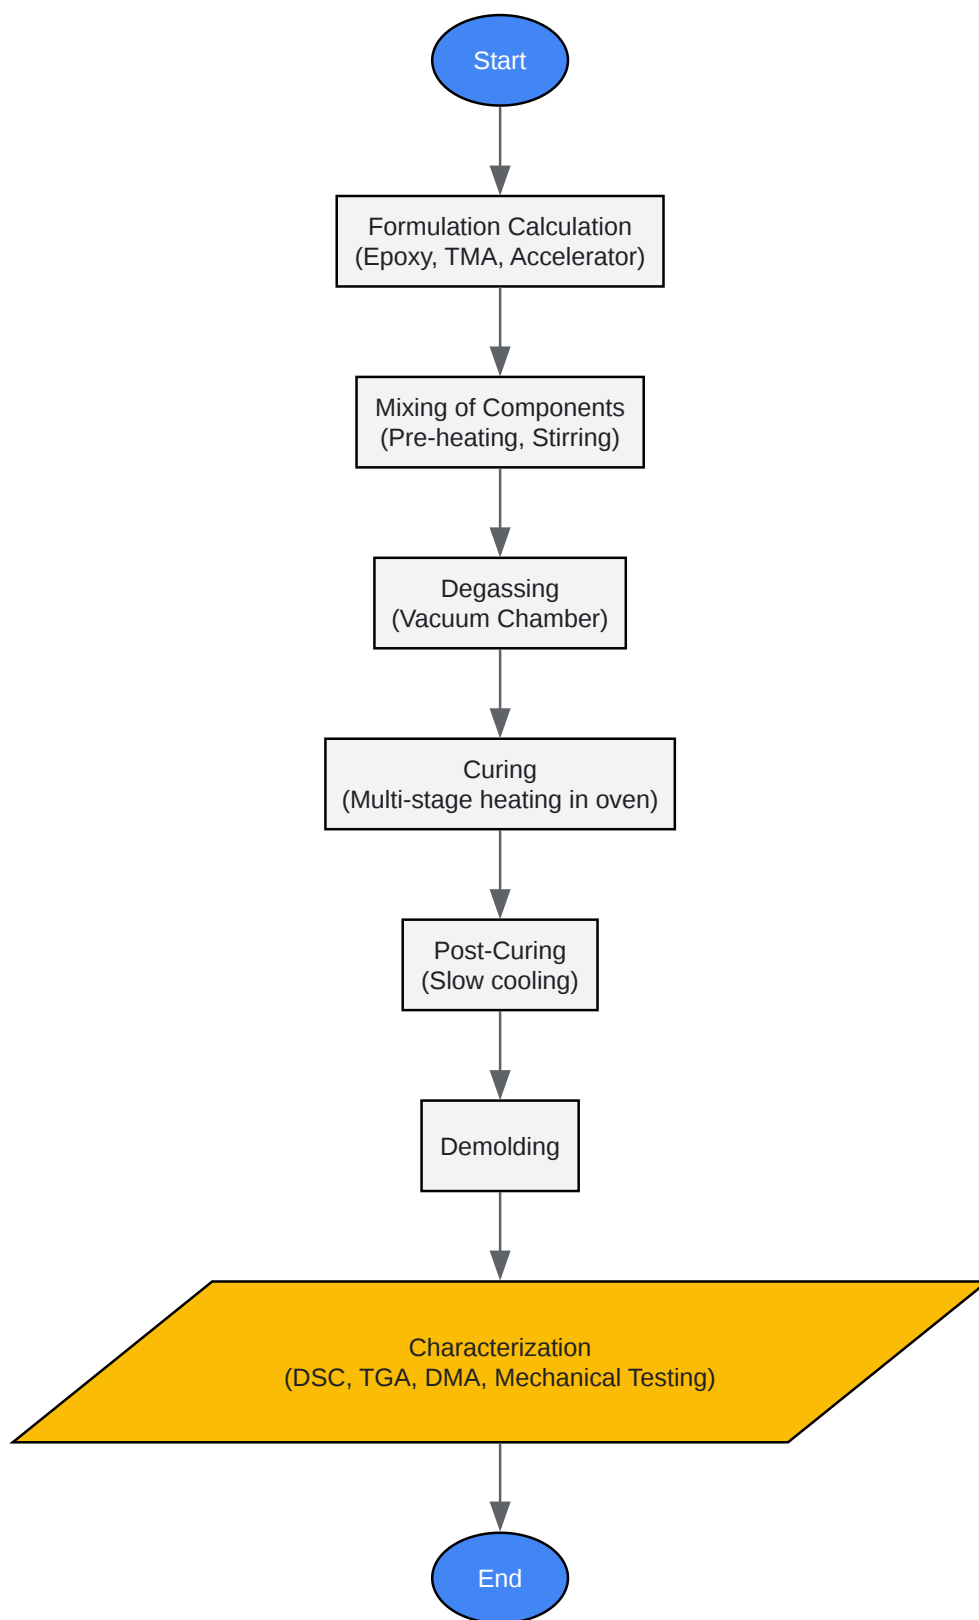 Start
Formulation Calculation
(Epoxy, TMA, Accelerator)
Mixing of Components
(Pre-heating, Stirring)
Degassing
(Vacuum Chamber)
Curing
(Multi-stage heating in oven)
Post-Curing
(Slow cooling)
Demolding
Characterization
(DSC, TGA, DMA, Mechanical Testing)
End